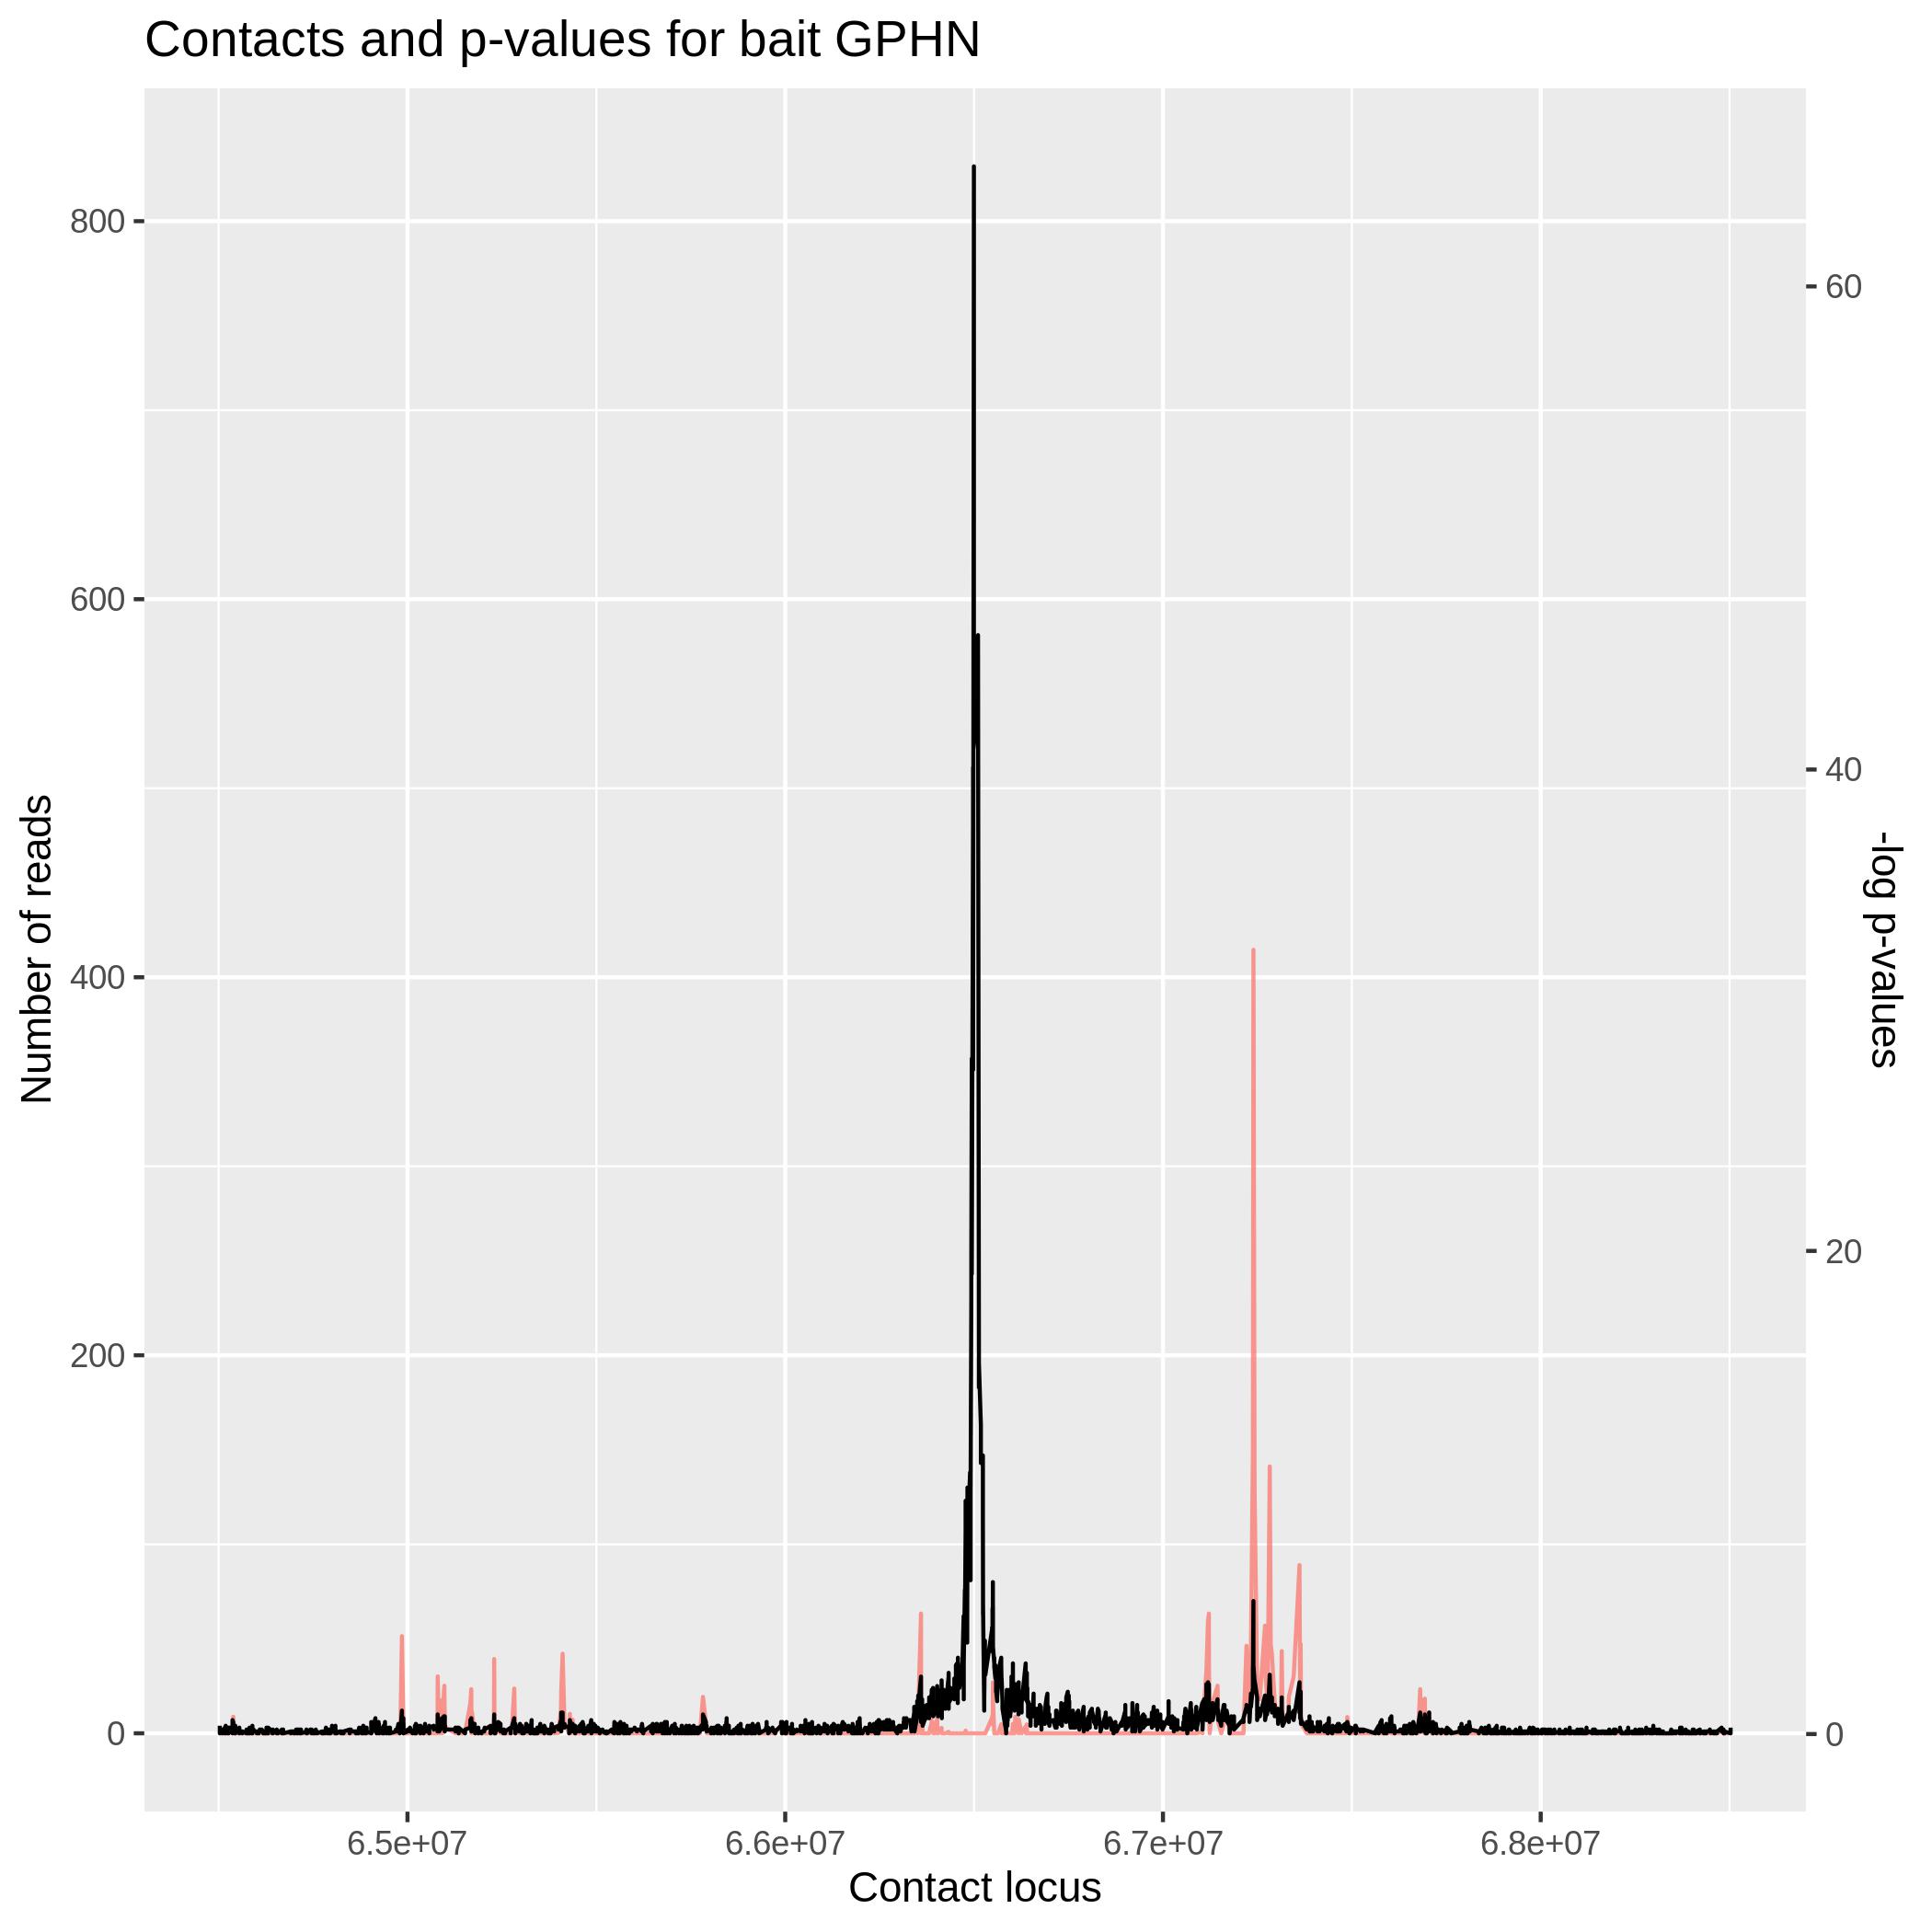 Contacts and p-values for bait GPHN
800
600
400
200
0
Number of reads
60
40
20
0
-log p-values
6.5e+07
6.6e+07
6.7e+07
6.8e+07
Contact locus